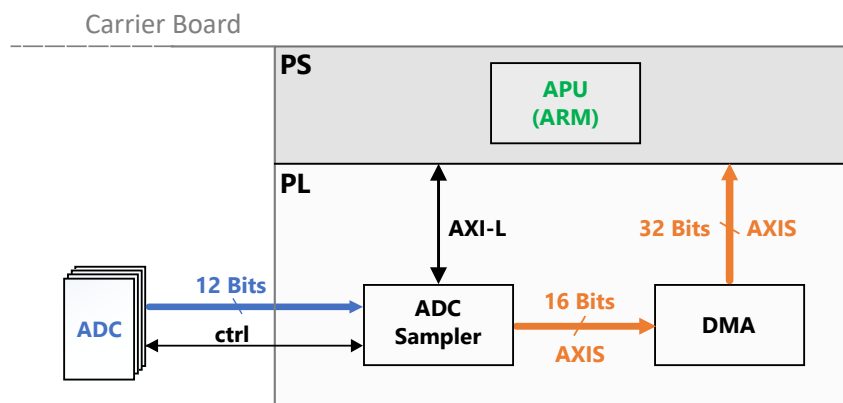 Carrier Board
PS
APU
(ARM)
PL
AXI-L
32 Bits
AXIS
12 Bits
ADC
ctrl
ADC
Sampler
16 Bits
AXIS
DMA